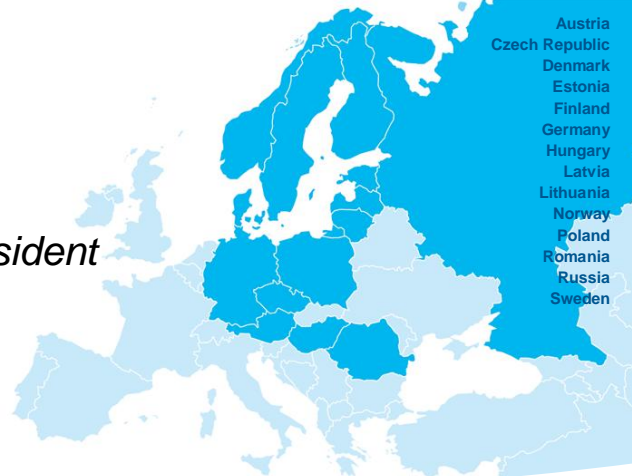 Austria
Czech Republic
Denmark
Estonia
Finland
Germany
Hungary
Latvia
Lithuania
Norway
Poland
Romania
Russia
Sweden
sident